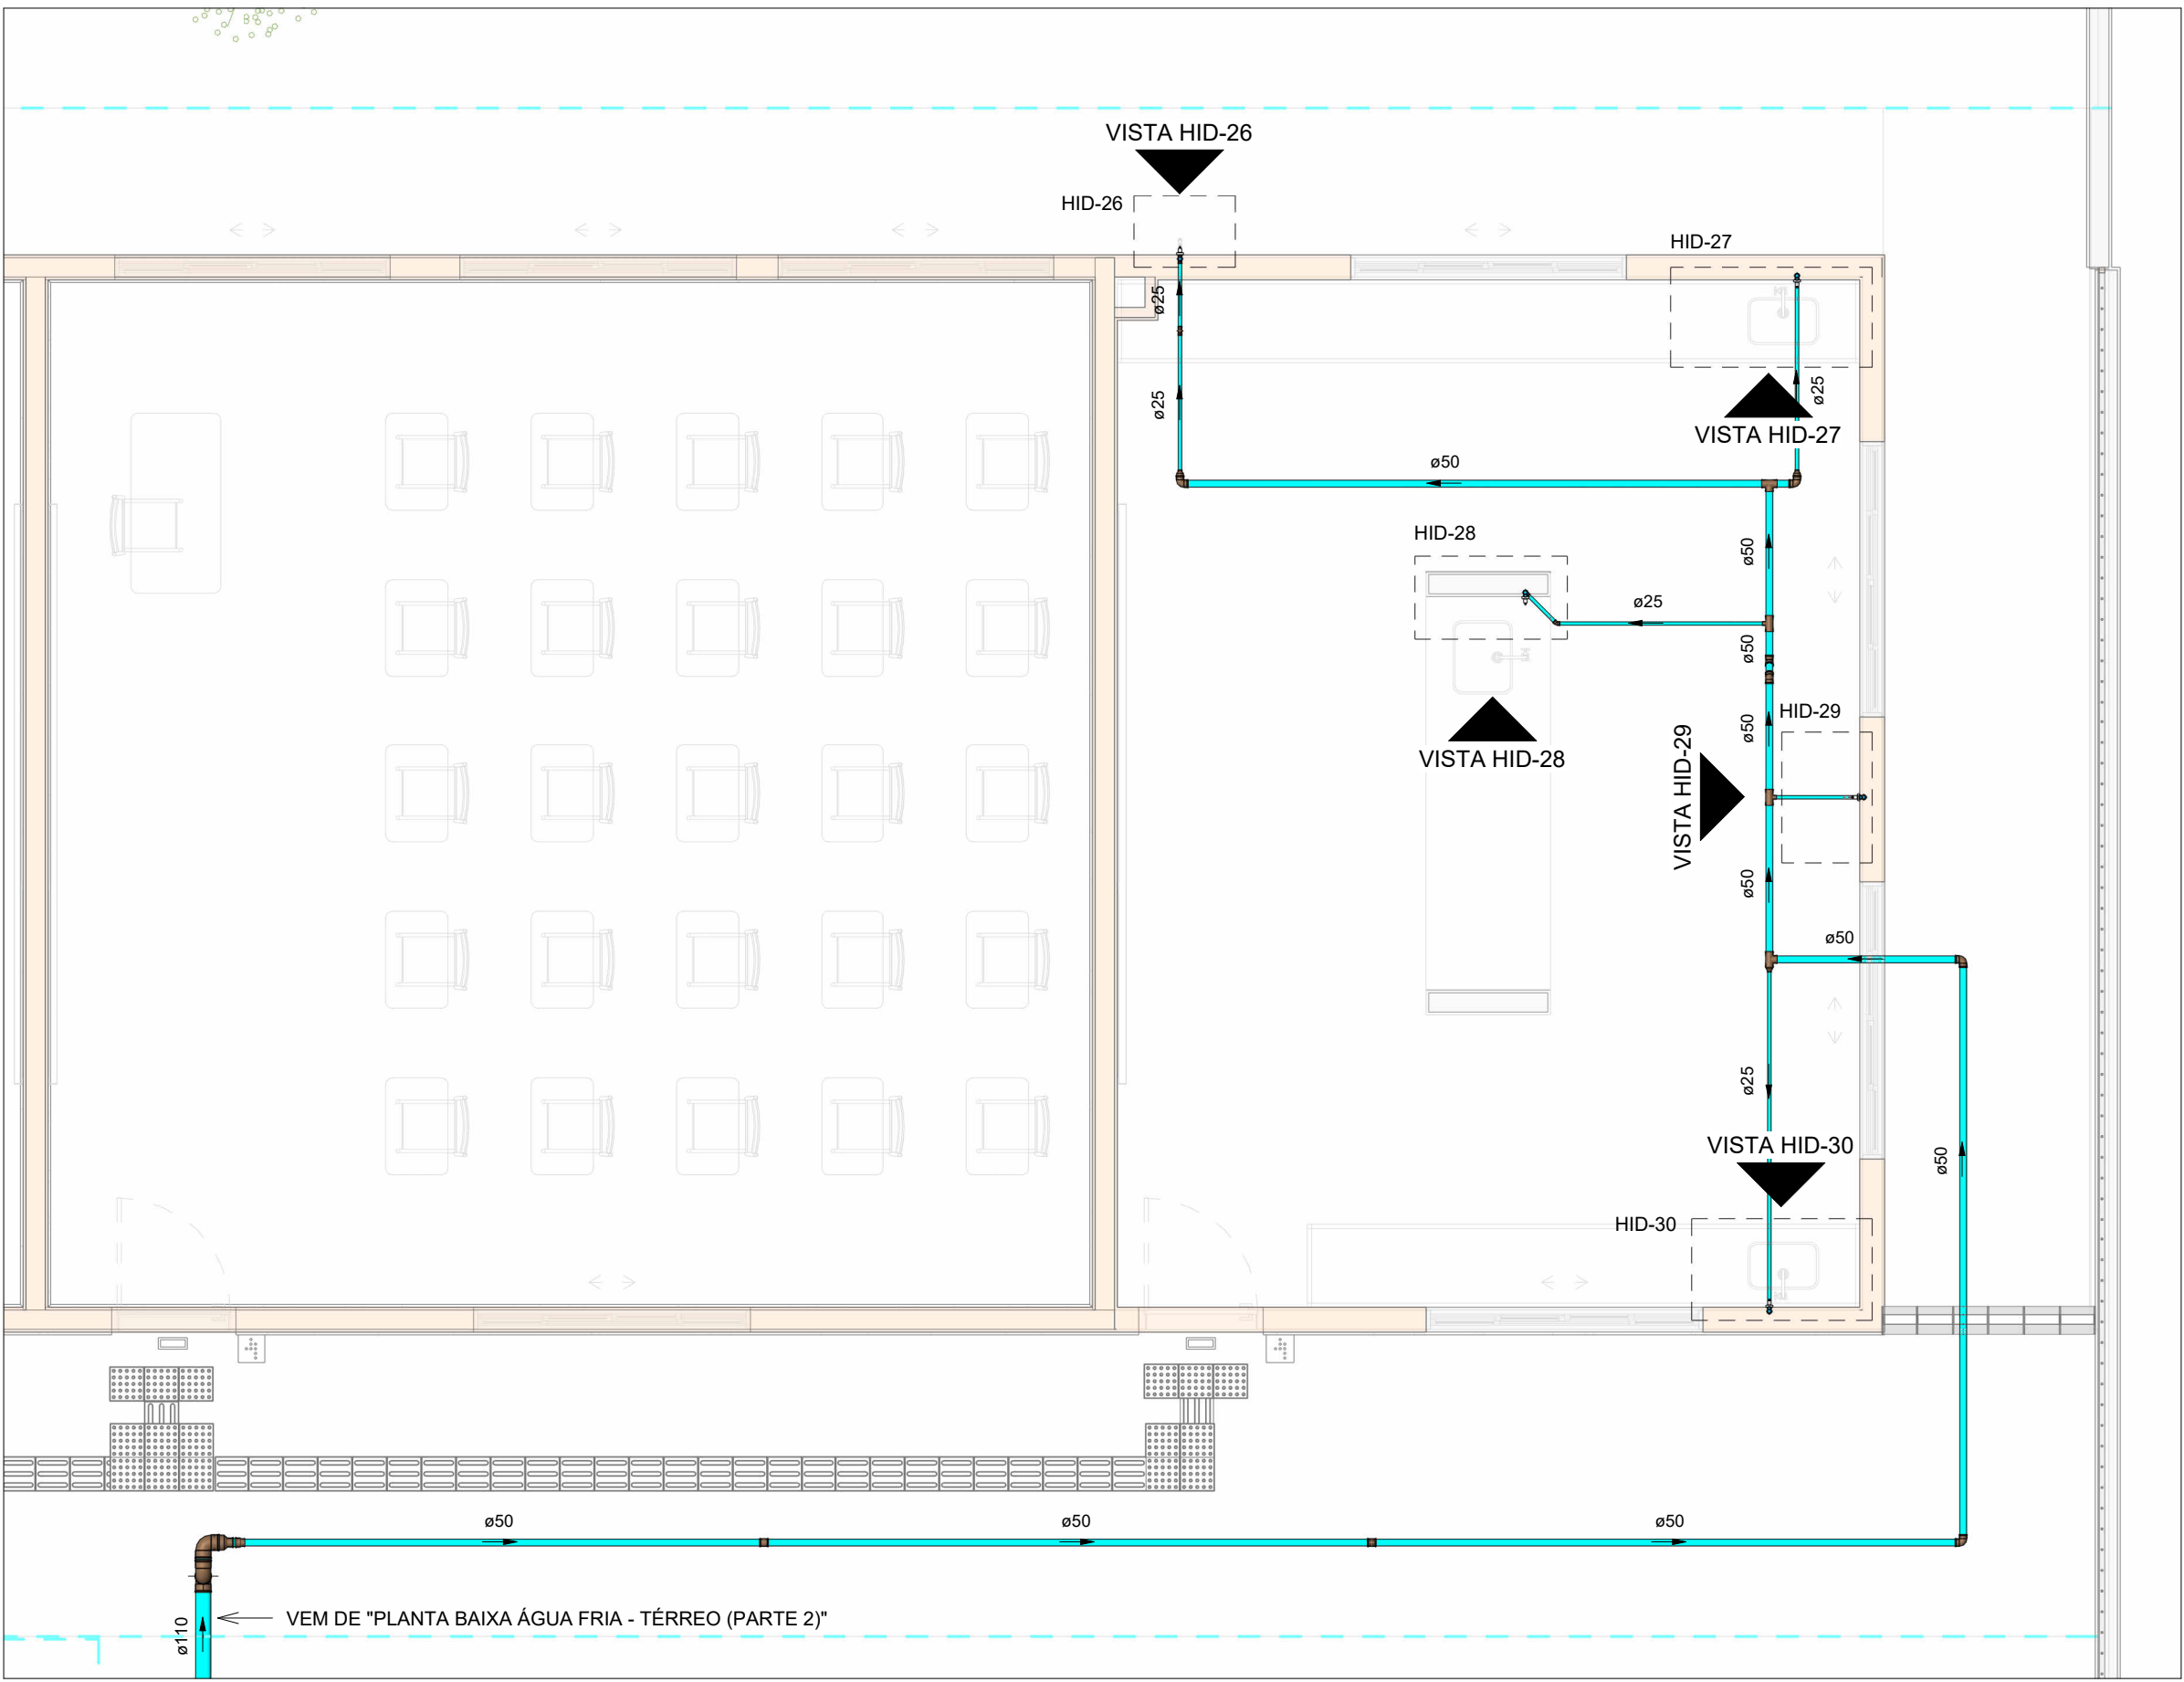 VISTA HID-26
HID-26
HID-27
ø25
ø25
ø25
VISTA HID-27
ø50
HID-28
ø50
ø25
ø50
HID-29
ø50
VISTA HID-29
VISTA HID-28
ø50
ø50
ø25
VISTA HID-30
ø50
HID-30
ø50
ø50
ø50
ø110
VEM DE "PLANTA BAIXA ÁGUA FRIA - TÉRREO (PARTE 2)"